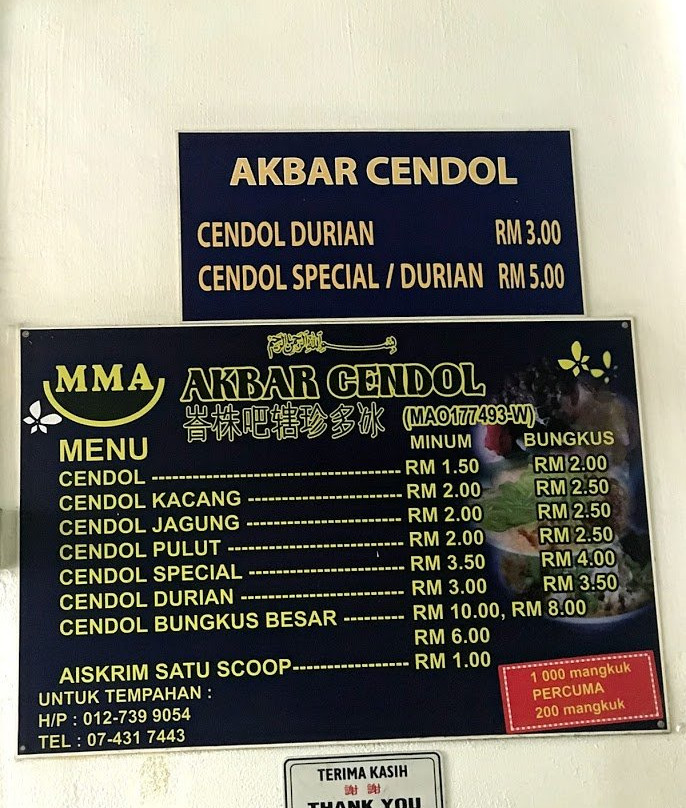 AKBAR CENDOL
CENDOL DURIAN RM 3.00
CENDOL SPECIAL / DURIAN RM 5.00
MMA
AKBAR CENDOL
峇株吧辖珍多冰 (MAO177493-W)
MENU MINUM BUNGKUS
CENDOL ------------------------------------ RM 1.50 RM 2.00
CENDOL KACANG ---------------------- RM 2.00 RM 2.50
CENDOL JAGUNG ---------------------- RM 2.00 RM 2.50
CENDOL PULUT ------------------------- RM 2.00 RM 2.50
CENDOL SPECIAL ---------------------- RM 3.50 RM 4.00
CENDOL DURIAN ----------------------- RM 3.00 RM 3.50
CENDOL BUNGKUS BESAR --------- RM 10.00, RM 8.00
RM 6.00
AISKRIM SATU SCOOP----------------- RM 1.00
UNTUK TEMPAHAN :
H/P : 012-739 9054
TEL : 07-431 7443
1 000 mangkuk
PERCUMA
200 mangkuk
TERIMA KASIH
謝 謝
THANK YOU